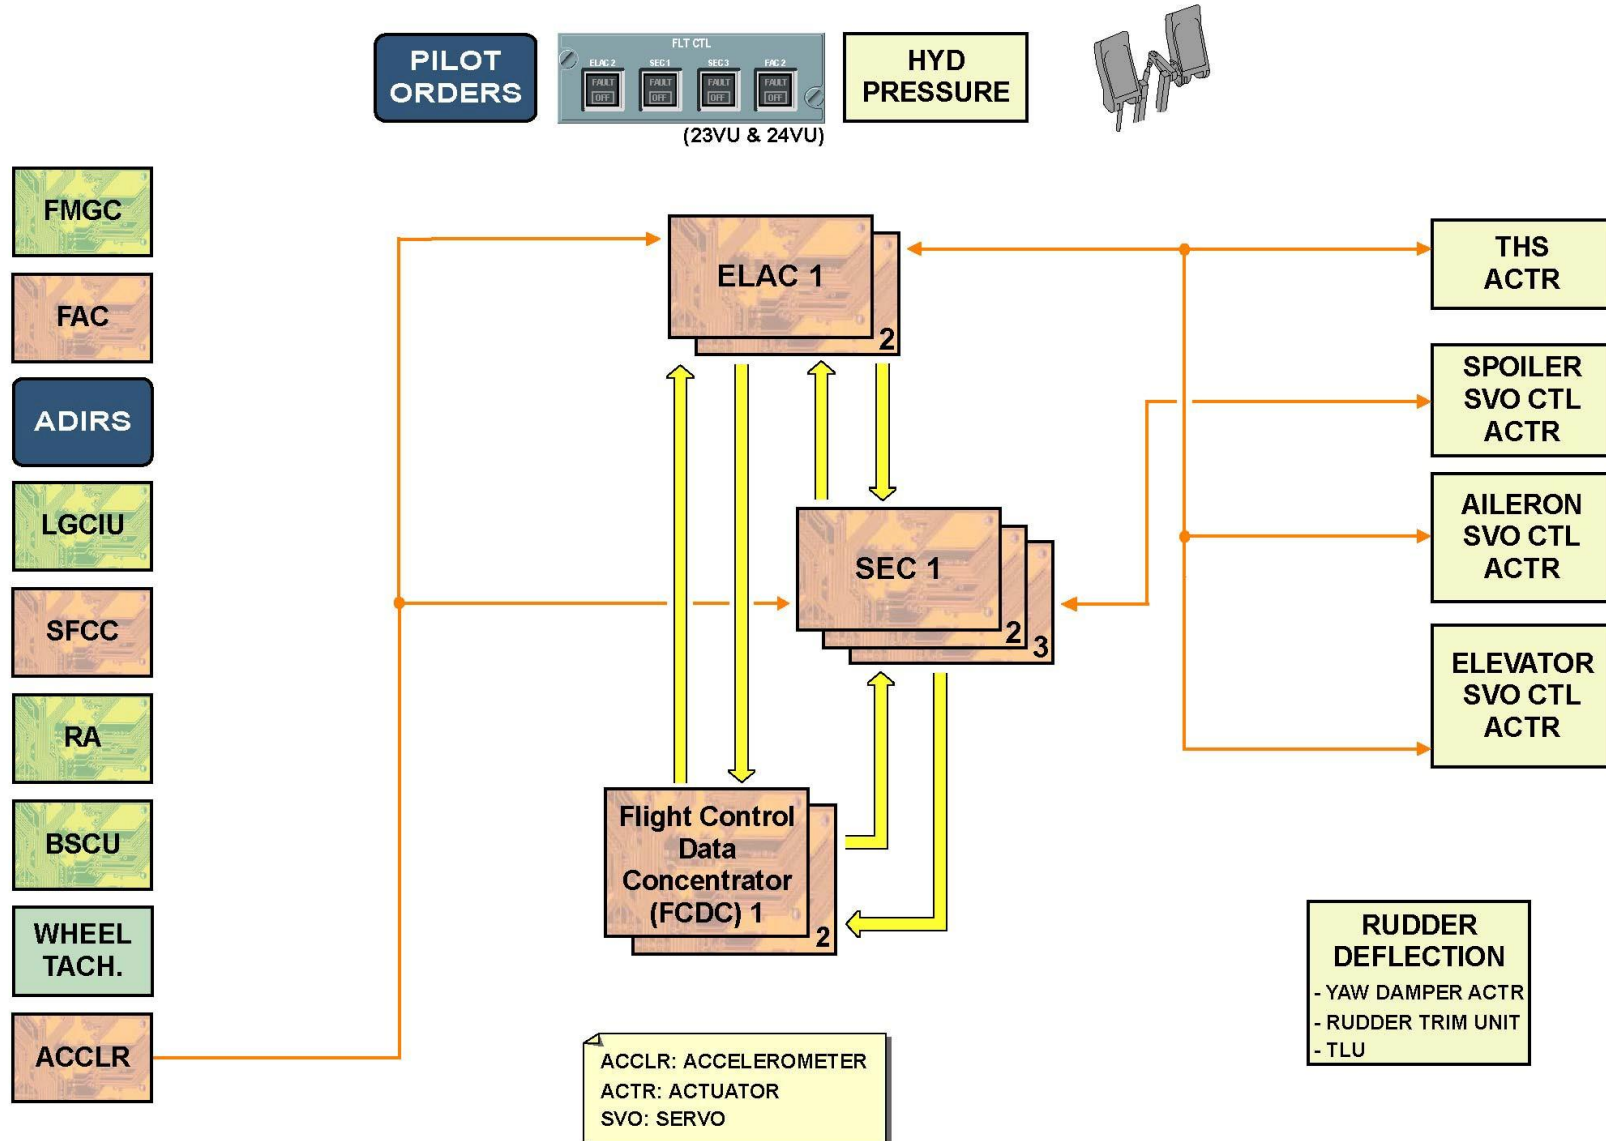 PILOT
ORDERS
FLT CTL
ELAC 2 SEC 1 SEC 3 FAC 2
FAULT FAULT FAULT FAULT
OFF OFF OFF OFF
(23VU & 24VU)
HYD
PRESSURE
FMGC
FAC
ADIRS
LGCIU
SFCC
RA
BSCU
WHEEL
TACH.
ACCLR
ELAC 1
2
SEC 1
2
3
Flight Control
Data
Concentrator
(FCDC) 1
2
THS
ACTR
SPOILER
SVO CTL
ACTR
AILERON
SVO CTL
ACTR
ELEVATOR
SVO CTL
ACTR
RUDDER
DEFLECTION
- YAW DAMPER ACTR
- RUDDER TRIM UNIT
- TLU
ACCLR: ACCELEROMETER
ACTR: ACTUATOR
SVO: SERVO